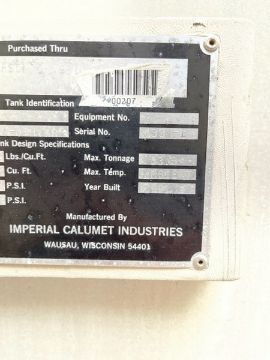 Purchased Thru
00207
Tank Identification
Equipment No.
Serial No.
nk Design Specifications
Lbs./Cu.Ft. Max. Tonnage
Cu. Ft. Max. Temp.
P.S.I. Year Built
P.S.I.
Manufactured By
IMPERIAL CALUMET INDUSTRIES
WAUSAU, WISCONSIN 54401